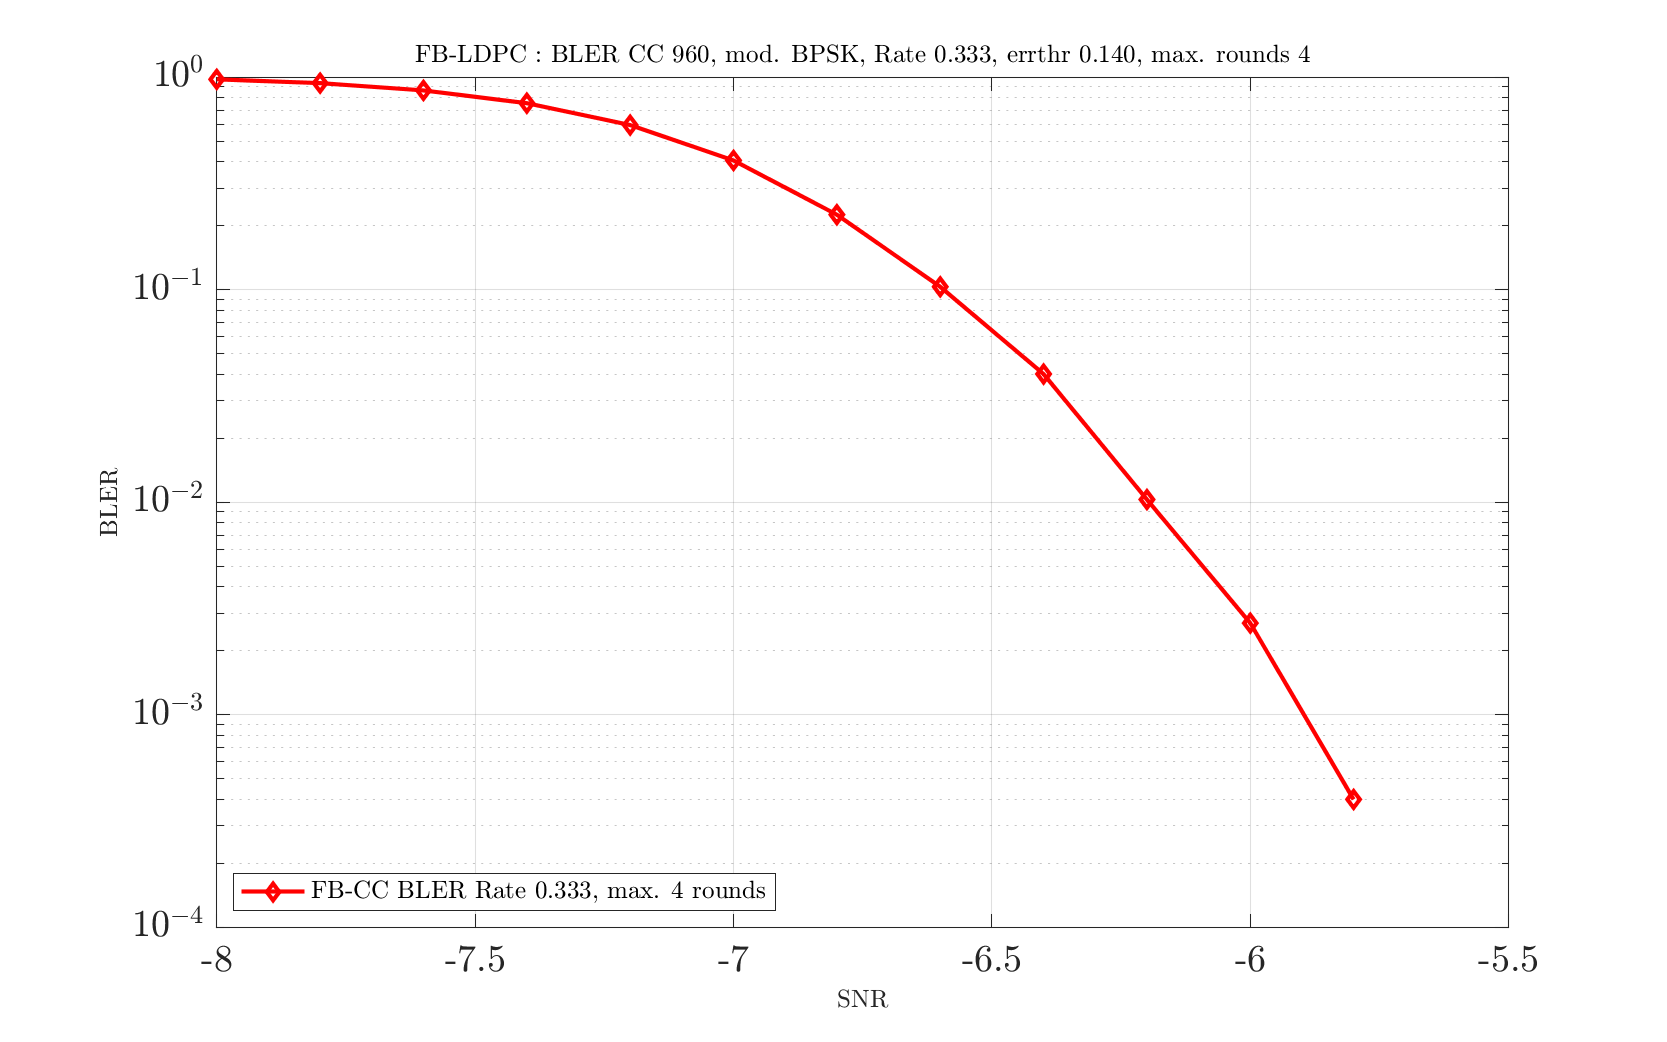 FB-LDPC : BLER CC 960, mod. BPSK, Rate 0.333, errthr 0.140, max. rounds 4
10^0
10^-1
10^-2
10^-3
10^-4
BLER
FB-CC BLER Rate 0.333, max. 4 rounds
-8 -7.5 -7 -6.5 -6 -5.5
SNR